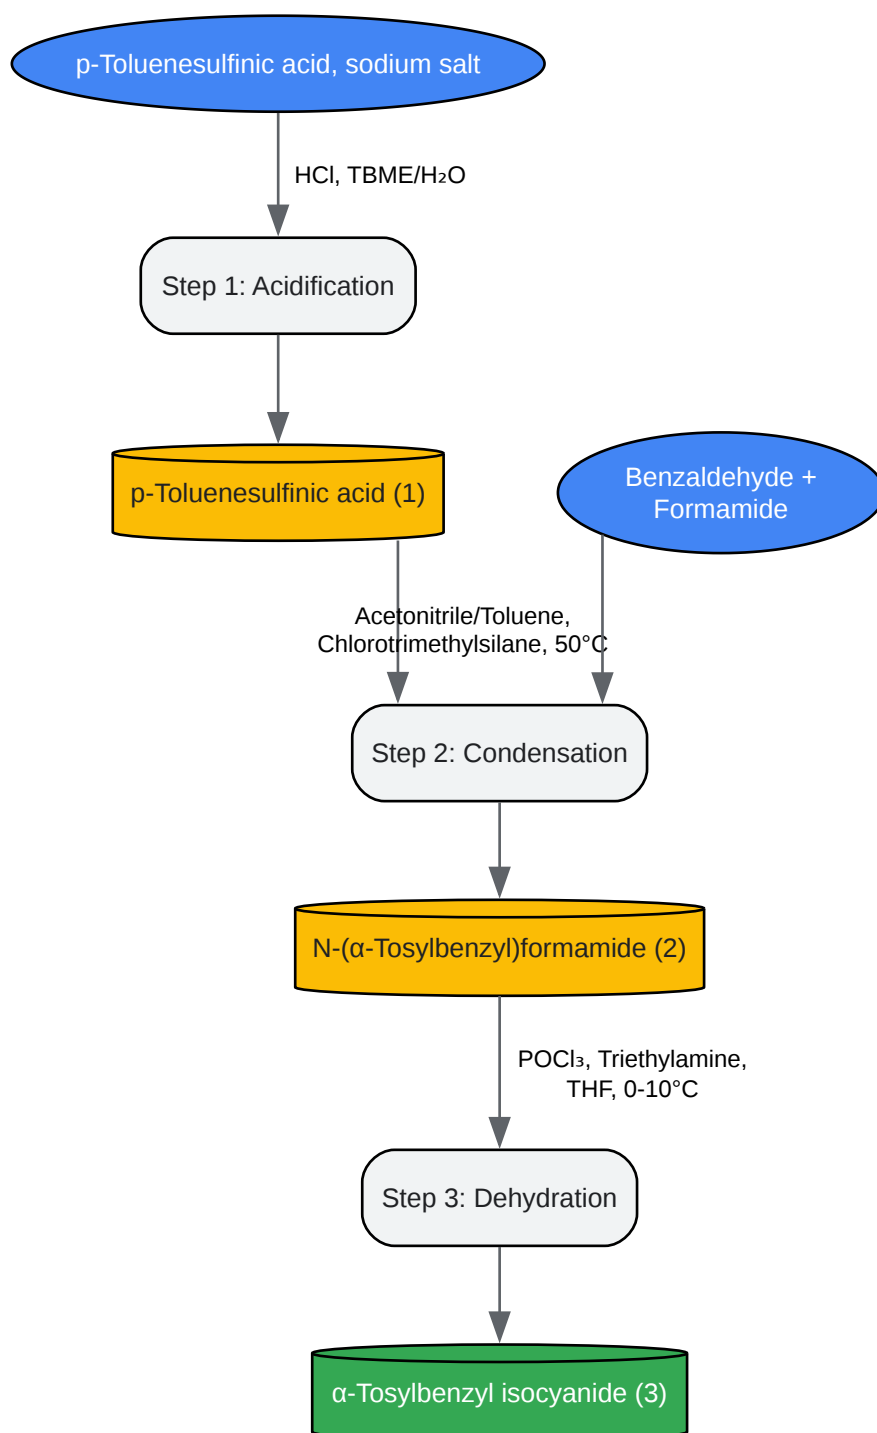 p-Toluenesulfinic acid, sodium salt
HCl, TBME/H₂O
Step 1: Acidification
p-Toluenesulfinic acid (1)
Benzaldehyde +
Formamide
Acetonitrile/Toluene,
Chlorotrimethylsilane, 50°C
Step 2: Condensation
N-(α-Tosylbenzyl)formamide (2)
POCl₃, Triethylamine,
THF, 0-10°C
Step 3: Dehydration
α-Tosylbenzyl isocyanide (3)